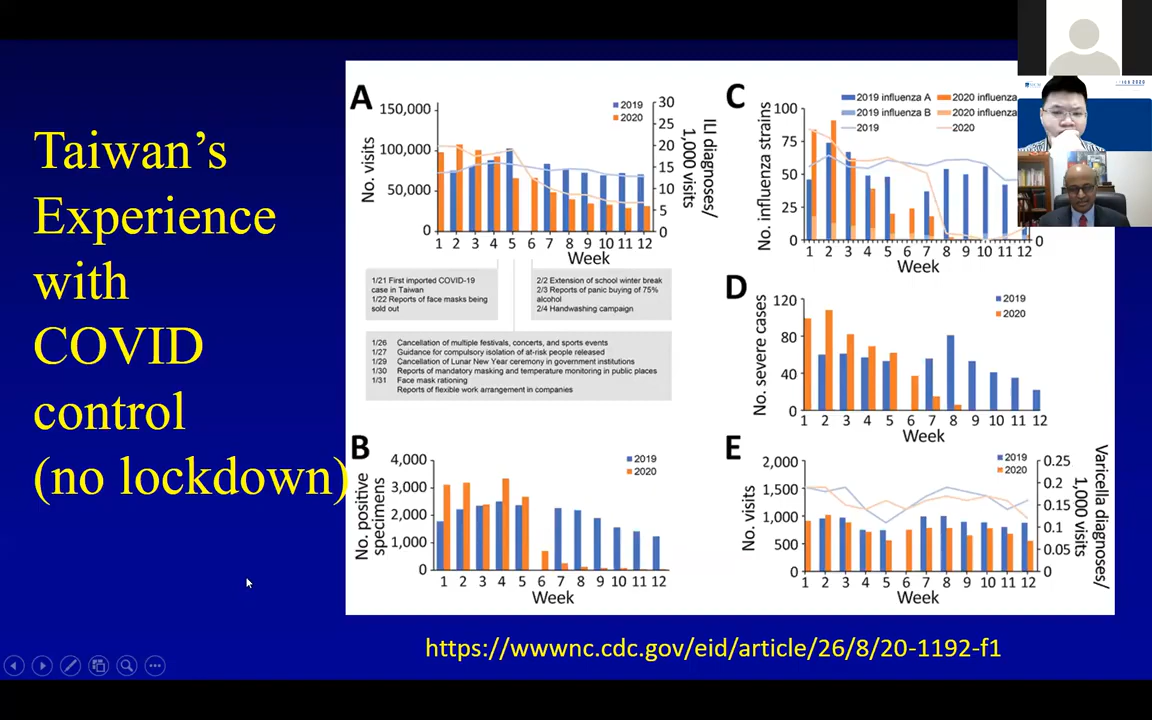 Taiwan's
Experience
with
COVID
control
(no lockdown)
A
150,000
100,000
50,000
0
No. visits
2019
2020
30
25
20
15
10
5
0
ILI diagnoses/
1,000 visits
1 2 3 4 5 6 7 8 9 10 11 12
Week
1/21 First imported COVID-19
case in Taiwan
1/22 Reports of face masks being
sold out
2/2 Extension of school winter break
2/3 Reports of panic buying of 75%
alcohol
2/4 Handwashing campaign
1/26 Cancellation of multiple festivals, concerts, and sports events
1/27 Guidance for compulsory isolation of at-risk people released
1/29 Cancellation of Lunar New Year ceremony in government institutions
1/30 Reports of mandatory masking and temperature monitoring in public places
1/31 Face mask rationing
Reports of flexible work arrangement in companies
B
4,000
3,000
2,000
1,000
0
No. positive
specimens
2019
2020
1 2 3 4 5 6 7 8 9 10 11 12
Week
C
2019 influenza A 2020 influenza
2019 influenza B 2020 influenza
2019 2020
100
75
50
25
0
No. influenza strains
0
1 2 3 4 5 6 7 8 9 10 11 12
Week
D
120
80
40
0
No. severe cases
2019
2020
1 2 3 4 5 6 7 8 9 10 11 12
Week
E
2,000
1,500
1,000
500
0
No. visits
2019
2020
0.25
0.2
0.15
0.1
0.05
0
Varicella diagnoses/
1,000 visits
1 2 3 4 5 6 7 8 9 10 11 12
Week
https://wwwnc.cdc.gov/eid/article/26/8/20-1192-f1